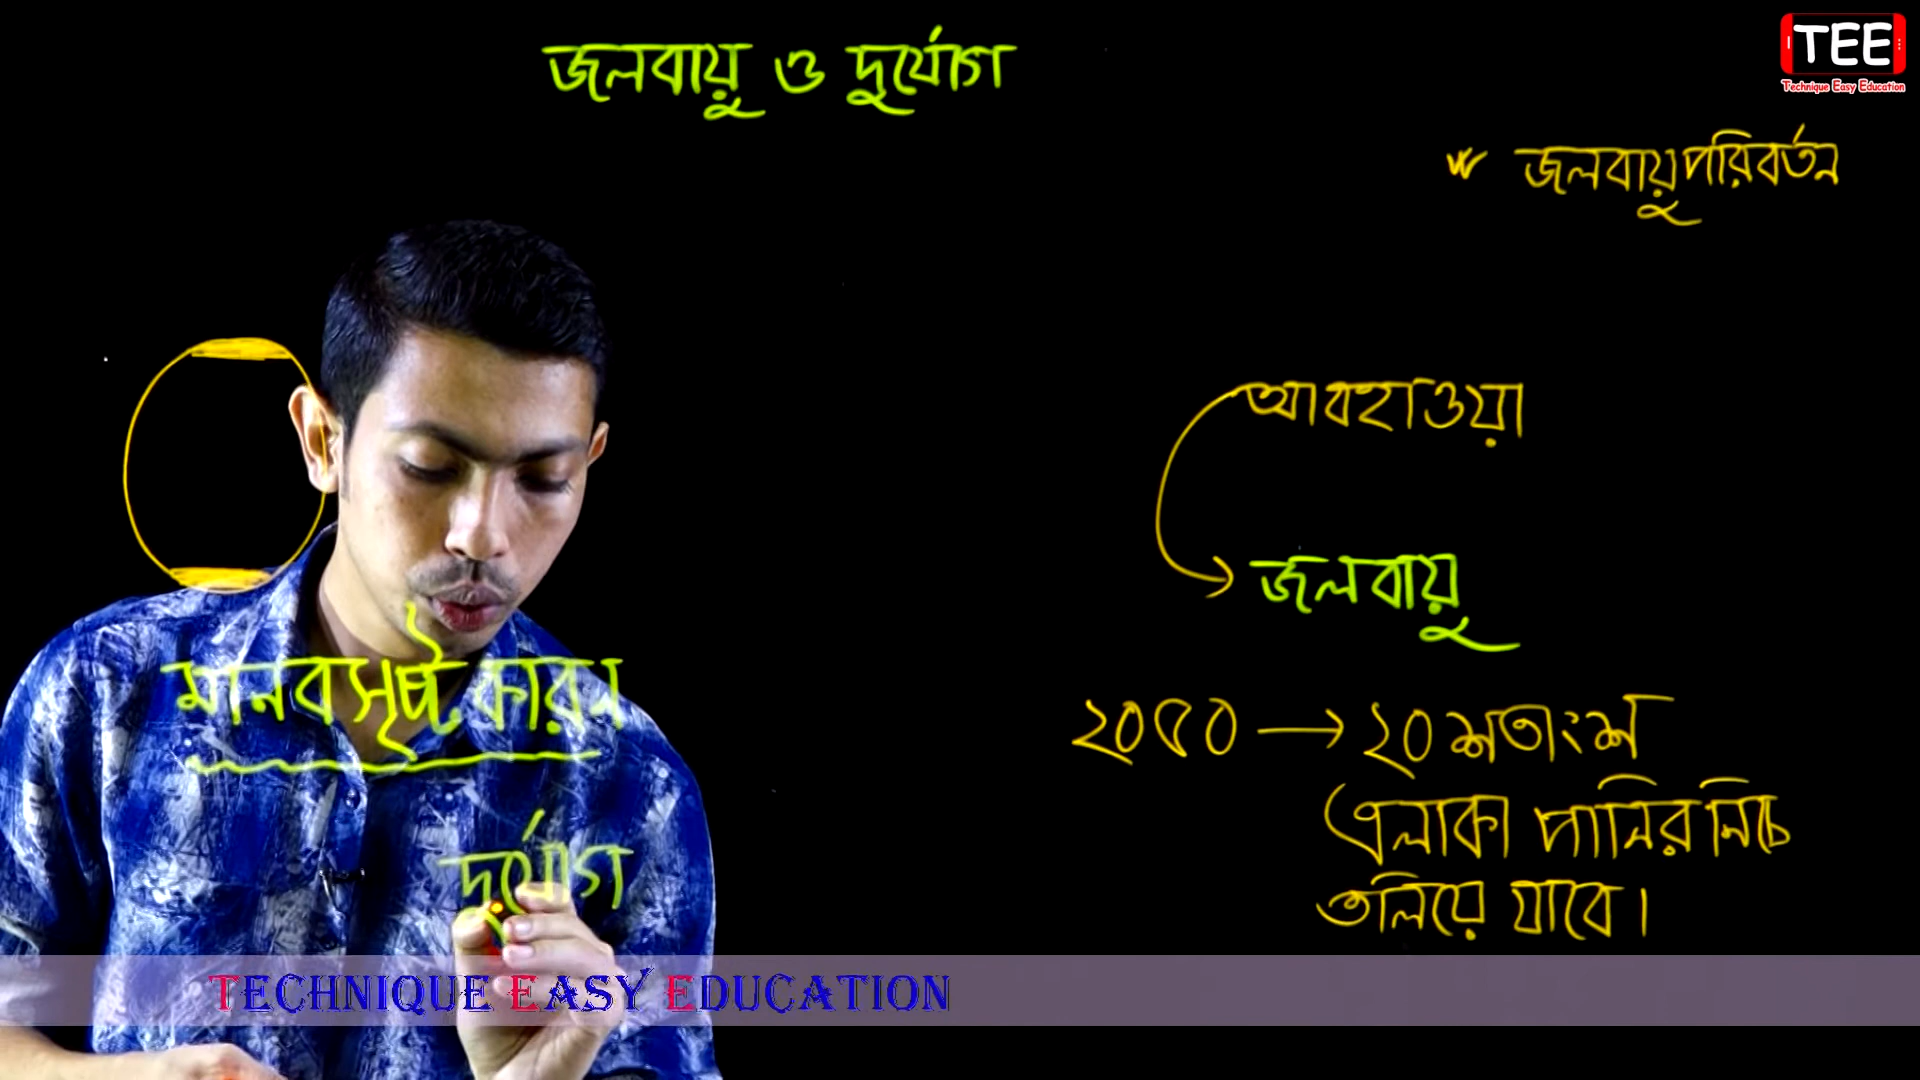 জলবায়ু ও দুর্যোগ
TEE
Technique Easy Education
জলবায়ু পরিবর্তন
আবহাওয়া
জলবায়ু
মানবসৃষ্ট কারন
২০৫০ → ২০ শতাংশ
এলাকা পানির নিচে
তলিয়ে যাবে।
দুর্যোগ
TECHNIQUE EASY EDUCATION